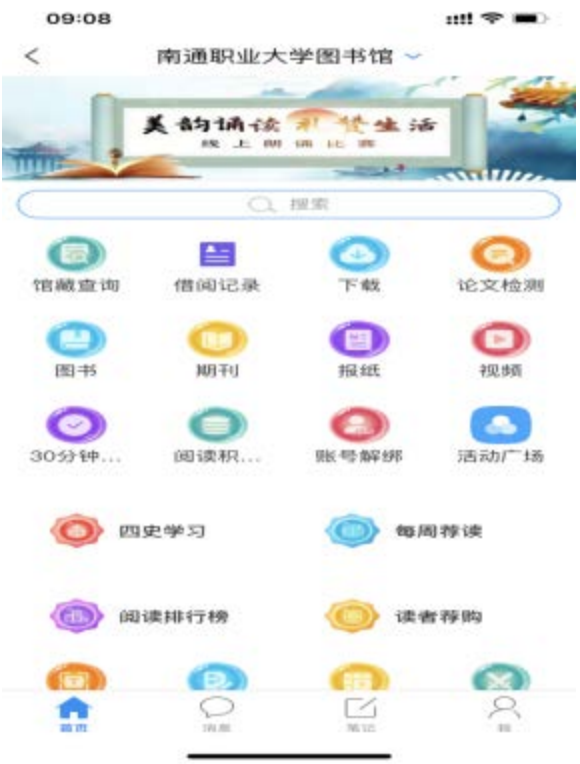 09:08
南通职业大学图书馆
美韵诵读 礼赞生活
线上朗诵比赛
搜索
馆藏查询 借阅记录 下载 论文检测
图书 期刊 报纸 视频
30分钟... 阅读积... 账号解绑 活动广场
四史学习 每周荐读
阅读排行榜 读者荐购
首页 消息 笔记 我